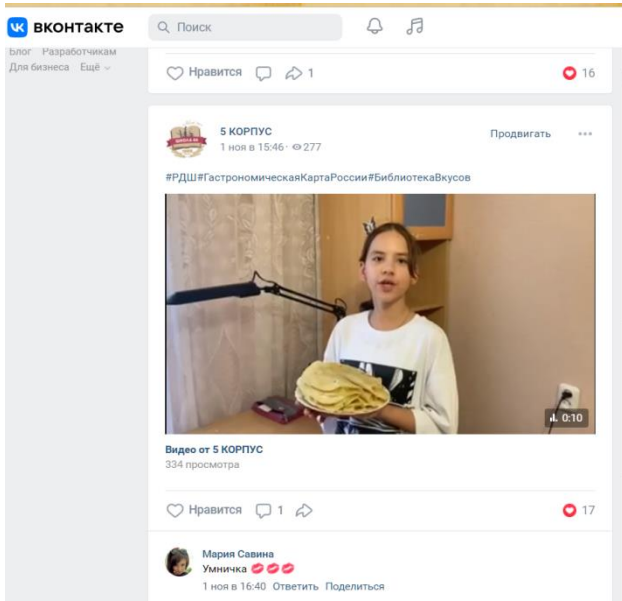 вконтакте
Поиск
Блог Разработчикам
Для бизнеса Ещё
Нравится 1 16
5 КОРПУС
1 ноя в 15:46 · 277
Продвигать
#РДШ#ГастрономическаяКартаРоссии#БиблиотекаВкусов
0:10
Видео от 5 КОРПУС
334 просмотра
Нравится 1 17
Мария Савина
Умничка 💋💋💋
1 ноя в 16:40 Ответить Поделиться